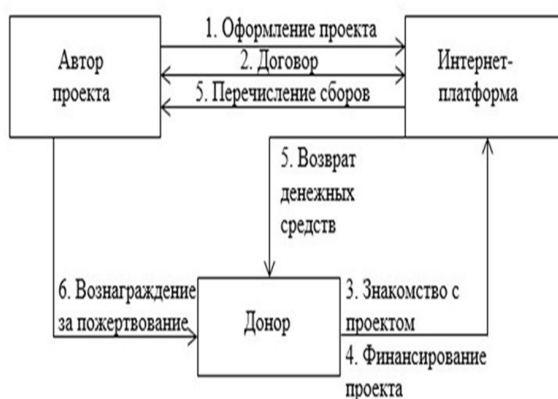 Автор
проекта
1. Оформление проекта
2. Договор
5. Перечисление сборов
Интернет-
платформа
5. Возврат
денежных
средств
6. Вознаграждение
за пожертвование
Донор
3. Знакомство с
проектом
4. Финансирование
проекта